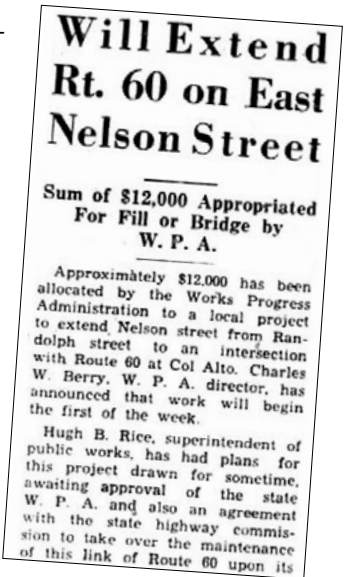 Will Extend
Rt. 60 on East
Nelson Street
Sum of $12,000 Appropriated
For Fill or Bridge by
W. P. A.
Approximately $12,000 has been
allocated by the Works Progress
Administration to a local project
to extend Nelson street from Ran-
dolph street to an intersection
with Route 60 at Col Alto. Charles
W. Berry, W. P. A. director, has
announced that work will begin
the first of the week.
Hugh B. Rice, superintendent of
public works, has had plans for
this project drawn for sometime,
awaiting approval of the state
W. P. A. and also an agreement
with the state highway commis-
sion to take over the maintenance
of this link of Route 60 upon its